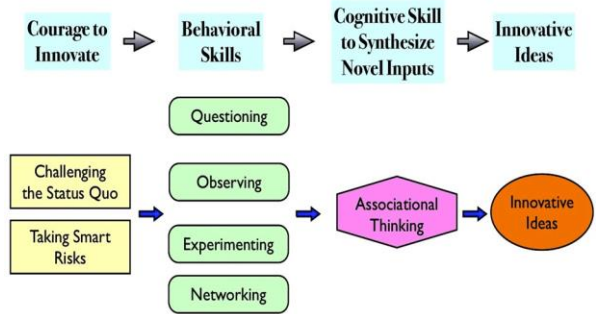 Courage to
Innovate
Behavioral
Skills
Cognitive Skill
to Synthesize
Novel Inputs
Innovative
Ideas
Questioning
Challenging
the Status Quo
Observing
Taking Smart
Risks
Experimenting
Networking
Associational
Thinking
Innovative
Ideas